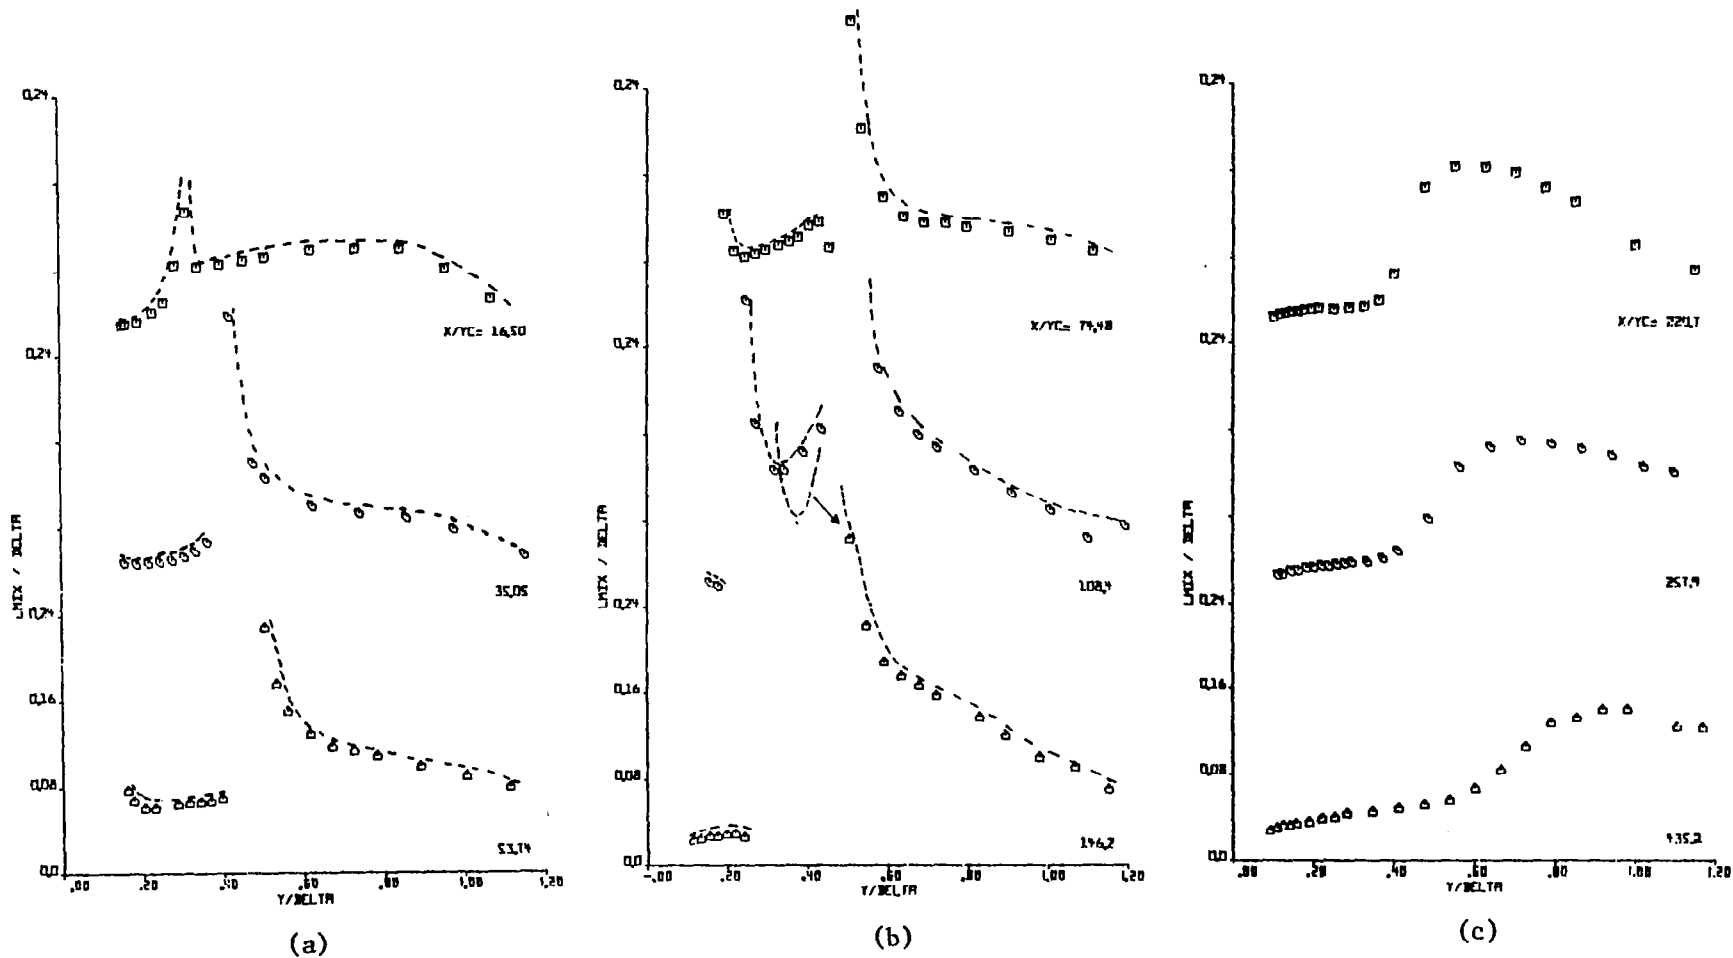 0.24
X/YC= 16.50
0.24
35.05
0.24
0.16
0.08
53.74
0.0
.00 .20 .40 .60 .80 1.00 1.20
Y/DELTA
LMIX / DELTA
(a)
0.24
X/YC= 74.48
0.24
108.4
0.24
0.16
0.08
146.2
0.0
-.00 .20 .40 .60 .80 1.00 1.20
Y/DELTA
LMIX / DELTA
(b)
0.24
X/YC=
0.24
257.9
0.24
0.16
0.08
435.2
0.0
.00 .20 .40 .60 .80 1.00 1.20
Y/DELTA
LMIX / DELTA
(c)